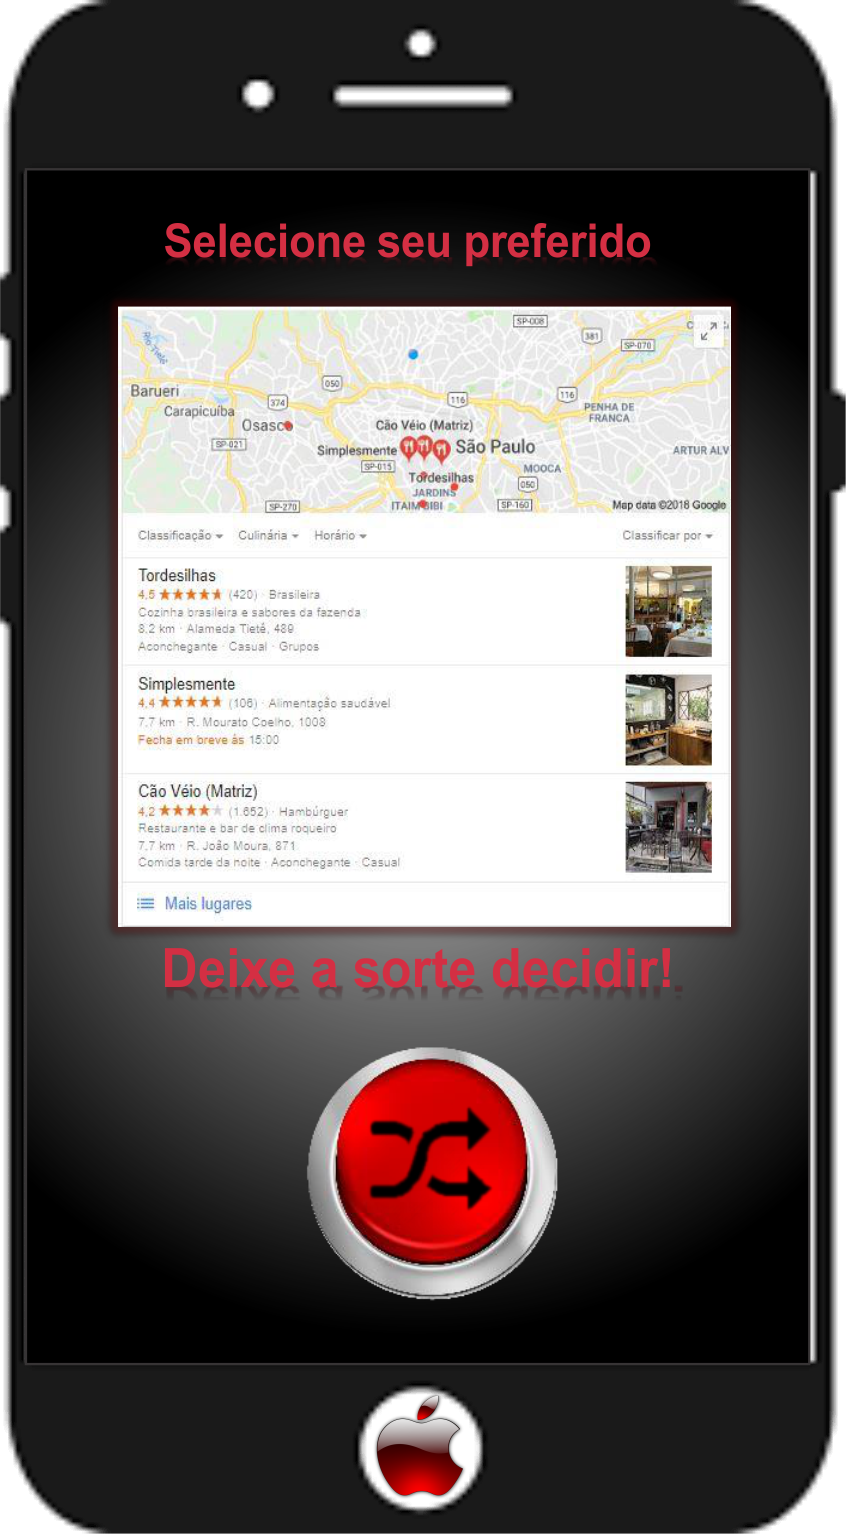 Selecione seu preferido
SP-008
381
SP-070
Rio Tietê
Barueri
050
116
116
374
Carapicuíba
PENHA DE
FRANCA
Osasco
Cão Véio (Matriz)
SP-021
Simplesmente
São Paulo
ARTUR ALV
SP-015
MOOCA
Tordesilhas
050
JARDINS
SP-270
ITAIM BIBI
SP-160
Map data ©2018 Google
Classificação Culinária Horário Classificar por
Tordesilhas
4,5 (420) · Brasileira
Cozinha brasileira e sabores da fazenda
8,2 km · Alameda Tietê, 489
Aconchegante · Casual · Grupos
Simplesmente
4,4 (106) · Alimentação saudável
7,7 km · R. Mourato Coelho, 1008
Fecha em breve às 15:00
Cão Véio (Matriz)
4,2 (1.652) · Hambúrguer
Restaurante e bar de clima roqueiro
7,7 km · R. João Moura, 871
Comida tarde da noite · Aconchegante · Casual
Mais lugares
Deixe a sorte decidir!